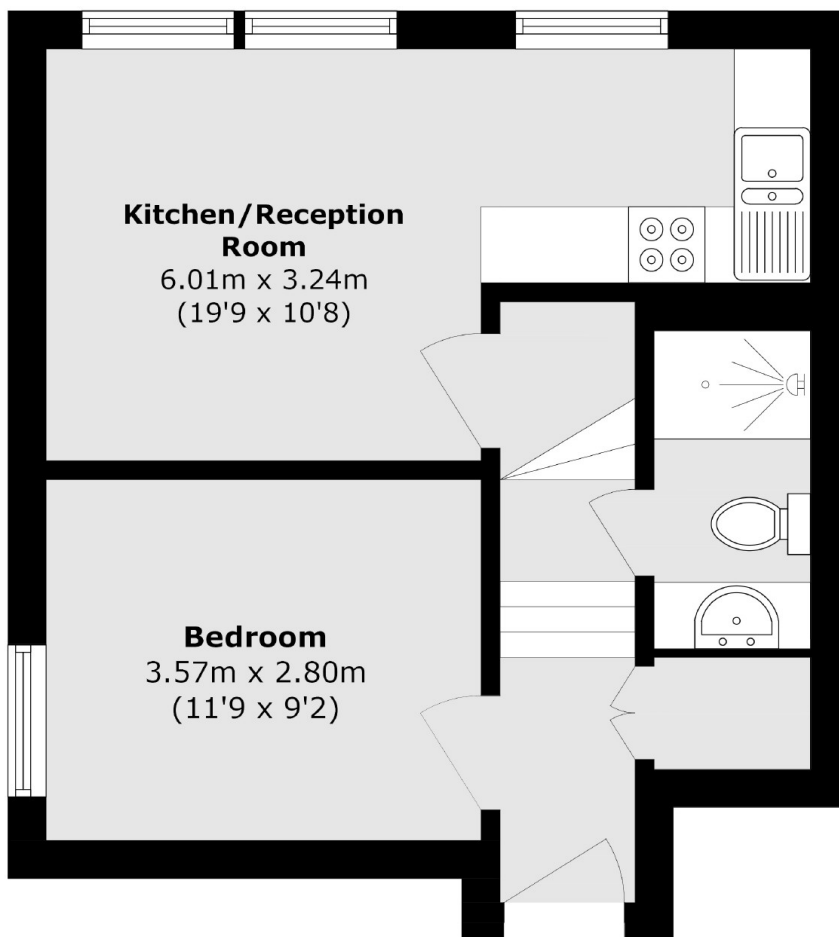 Kitchen/Reception
Room
6.01m x 3.24m
(19'9 x 10'8)
Bedroom
3.57m x 2.80m
(11'9 x 9'2)